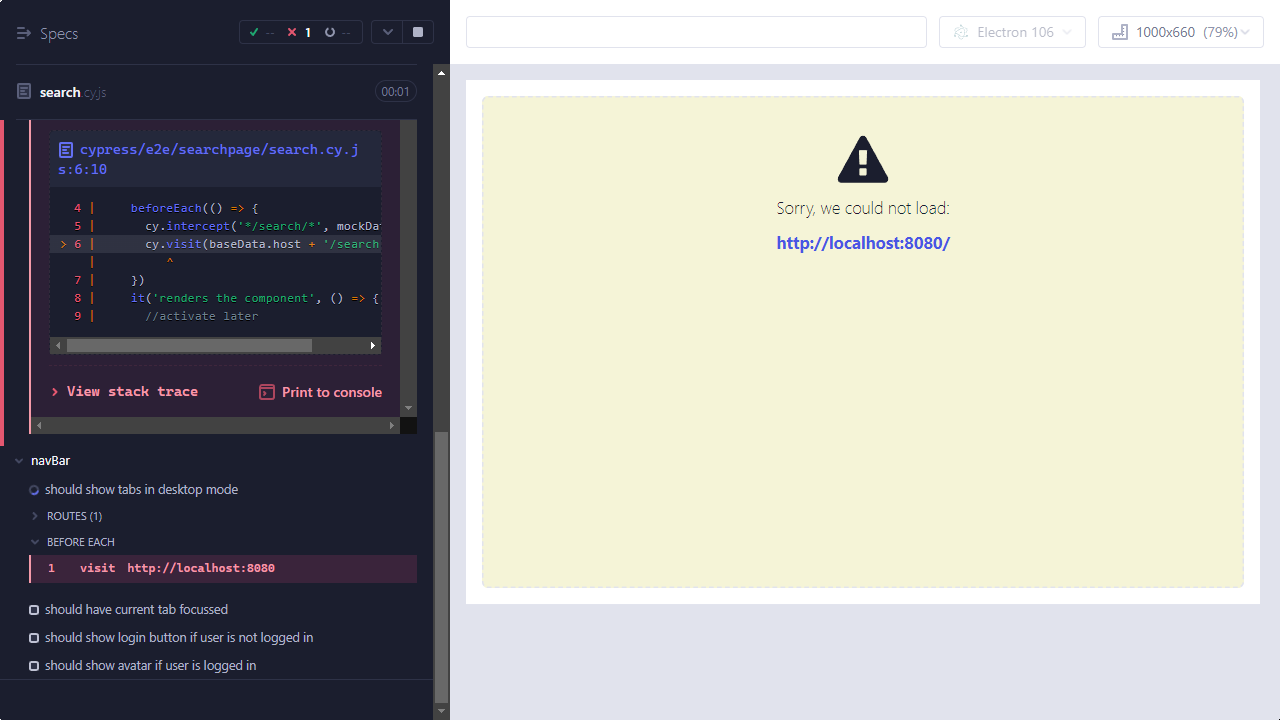 Specs
-- 1 --
Electron 106
1000x660 (79%)
search.cy.js
00:01
cypress/e2e/searchpage/search.cy.j
s:6:10
4 | beforeEach(() => {
5 | cy.intercept('*/search/*', mockDat
> 6 | cy.visit(baseData.host + '/search
| ^
7 | })
8 | it('renders the component', () => {
9 | //activate later
> View stack trace
Print to console
navBar
should show tabs in desktop mode
ROUTES (1)
BEFORE EACH
1 visit http://localhost:8080
should have current tab focussed
should show login button if user is not logged in
should show avatar if user is logged in
Sorry, we could not load:
http://localhost:8080/